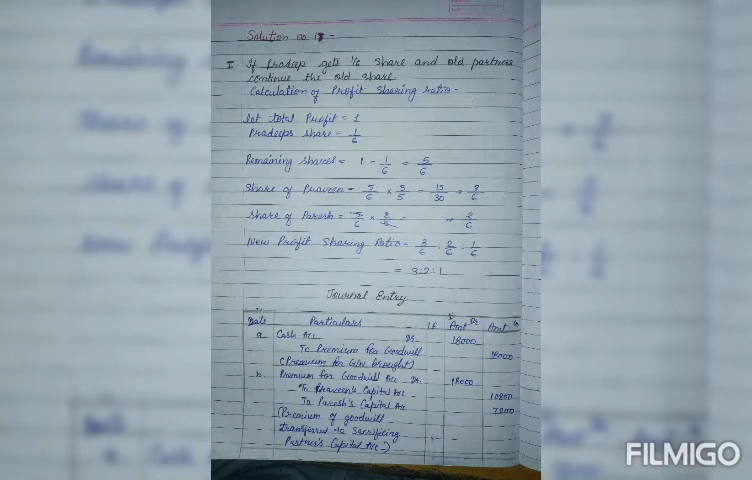 Solution no 17 -
I If Pradeep gets 1/6 share and old partners
continue the old share
Calculation of Profit Sharing ratio -
let total Profit = 1
Pradeeps share = 1/6
Remaining shares = 1 - 1/6 = 5/6
Share of Praveen = 5/6 x 3/5 = 15/30 = 3/6
share of Paresh = 5/6 x 2/5 = 2/6
New Profit Sharing Ratio = 3/6 : 2/6 : 1/6
= 3:2:1
Journal Entry
Date Particulars LF Amt Dr Amt Cr
a Cash A/c Dr. 18000
To Premium for Goodwill 18000
(Premium for G/W brought)
b. Premium for Goodwill A/c Dr. 18000
To Praveen's Capital A/c 10800
To Paresh's Capital A/c 7200
(Premium of goodwill
transferred to Sacrificing
Partner's Capital A/c)
FILMIGO